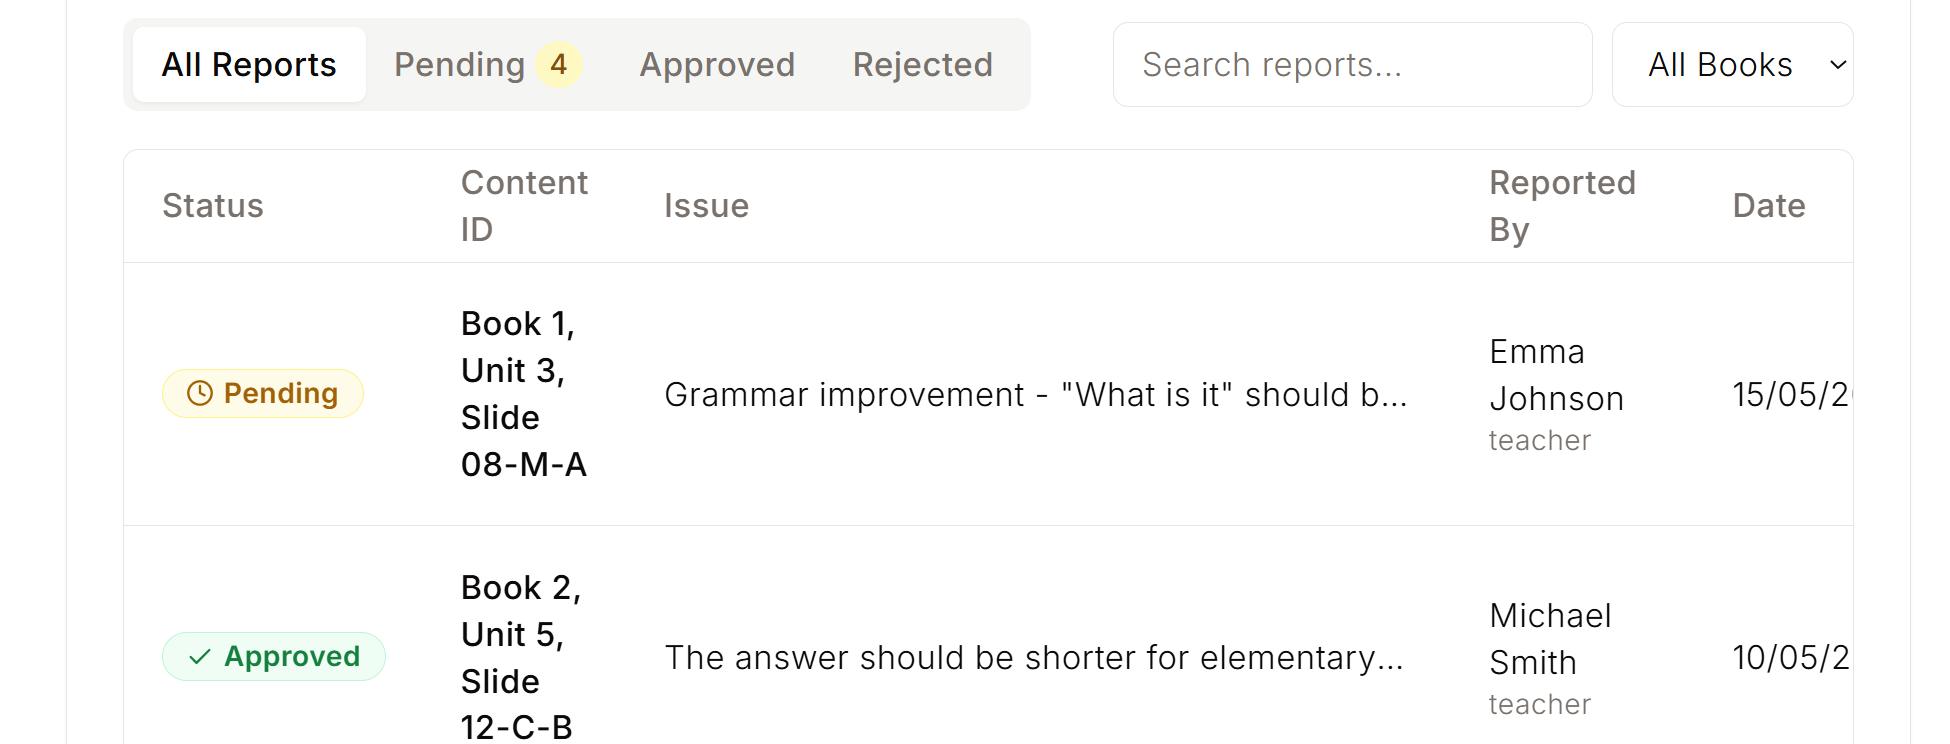 All Reports Pending 4 Approved Rejected Search reports... All Books
Status Content ID Issue Reported By Date
Pending
Book 1,
Unit 3,
Slide
08-M-A
Grammar improvement - "What is it" should b...
Emma
Johnson
teacher
15/05/2
Approved
Book 2,
Unit 5,
Slide
12-C-B
The answer should be shorter for elementary...
Michael
Smith
teacher
10/05/2